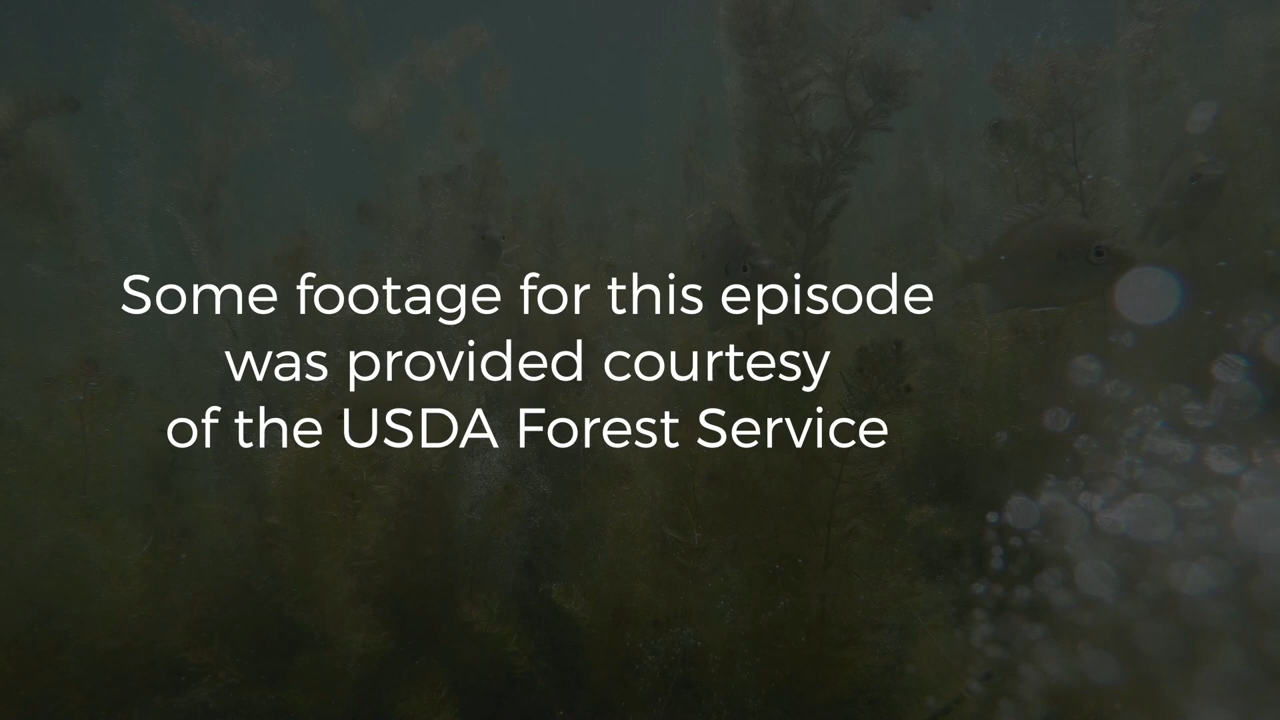 Some footage for this episode
was provided courtesy
of the USDA Forest Service